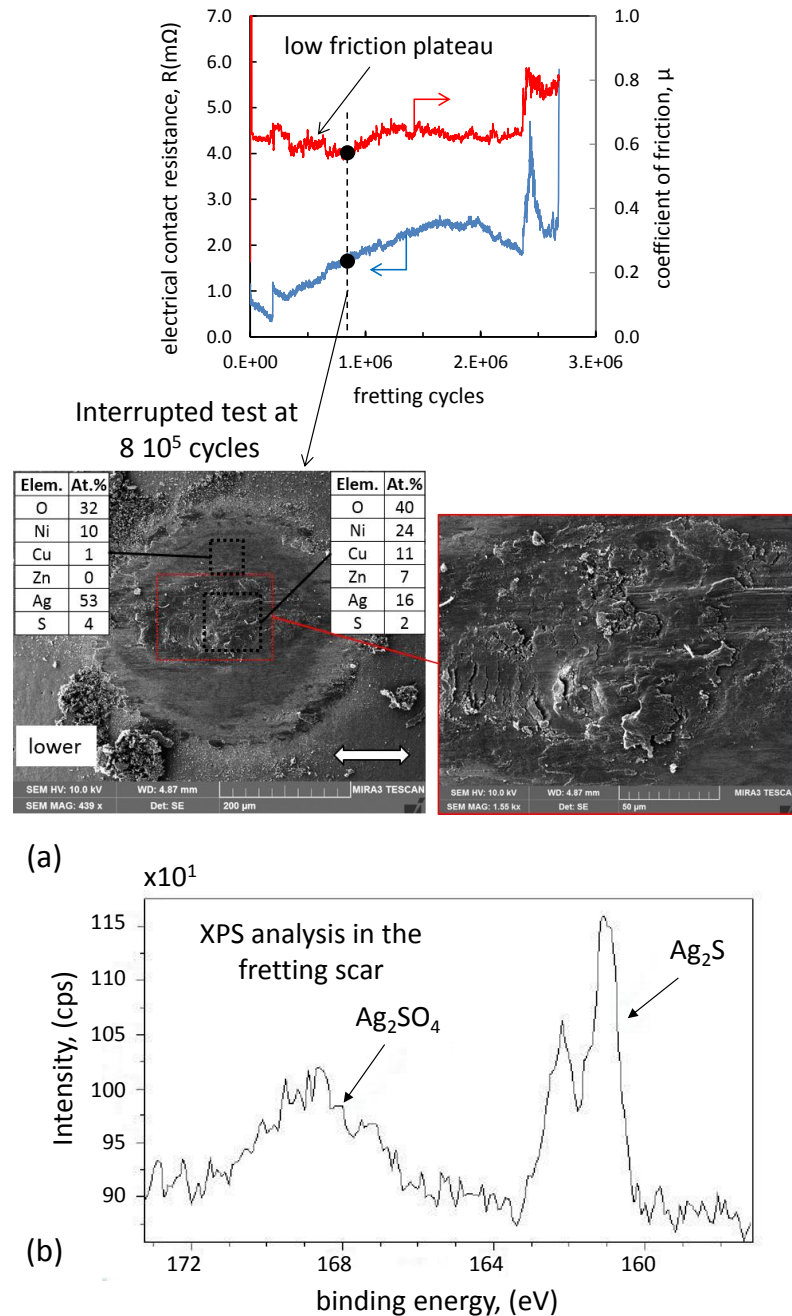 low friction plateau
electrical contact resistance, R(mΩ)
7.0
6.0
5.0
4.0
3.0
2.0
1.0
0.0
1.0
0.8
0.6
0.4
0.2
0.0
coefficient of friction, μ
0.E+00
1.E+06
2.E+06
3.E+06
fretting cycles
Interrupted test at
8 10⁵ cycles
Elem. At.%
O 32
Ni 10
Cu 1
Zn 0
Ag 53
S 4
Elem. At.%
O 40
Ni 24
Cu 11
Zn 7
Ag 16
S 2
lower
SEM HV: 10.0 kV WD: 4.87 mm MIRA3 TESCAN
SEM MAG: 439 x Det: SE 200 μm
SEM HV: 10.0 kV WD: 4.87 mm MIRA3 TESCAN
SEM MAG: 1.55 kx Det: SE 50 μm
(a)
x10¹
XPS analysis in the
fretting scar
Ag₂SO₄
Ag₂S
Intensity, (cps)
115
110
105
100
95
90
172
168
164
160
(b)
binding energy, (eV)